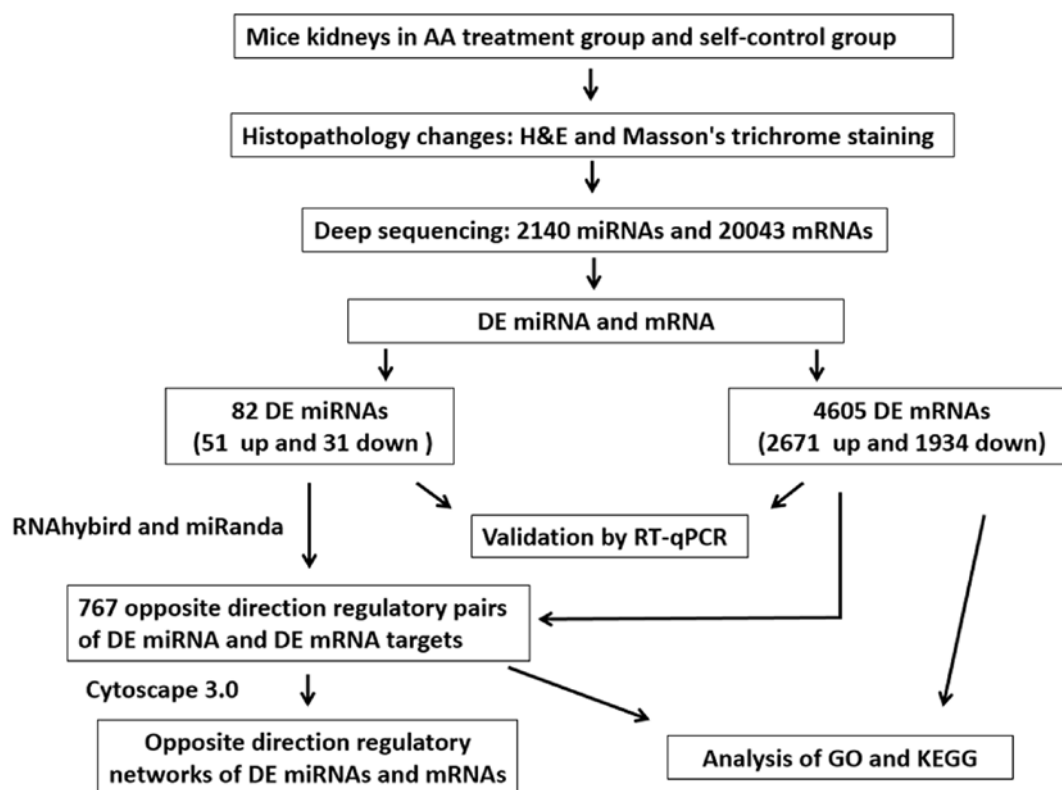 Mice kidneys in AA treatment group and self-control group
Histopathology changes: H&E and Masson's trichrome staining
Deep sequencing: 2140 miRNAs and 20043 mRNAs
DE miRNA and mRNA
82 DE miRNAs
(51 up and 31 down )
4605 DE mRNAs
(2671 up and 1934 down)
RNAhybird and miRanda
Validation by RT-qPCR
767 opposite direction regulatory pairs
of DE miRNA and DE mRNA targets
Cytoscape 3.0
Opposite direction regulatory
networks of DE miRNAs and mRNAs
Analysis of GO and KEGG